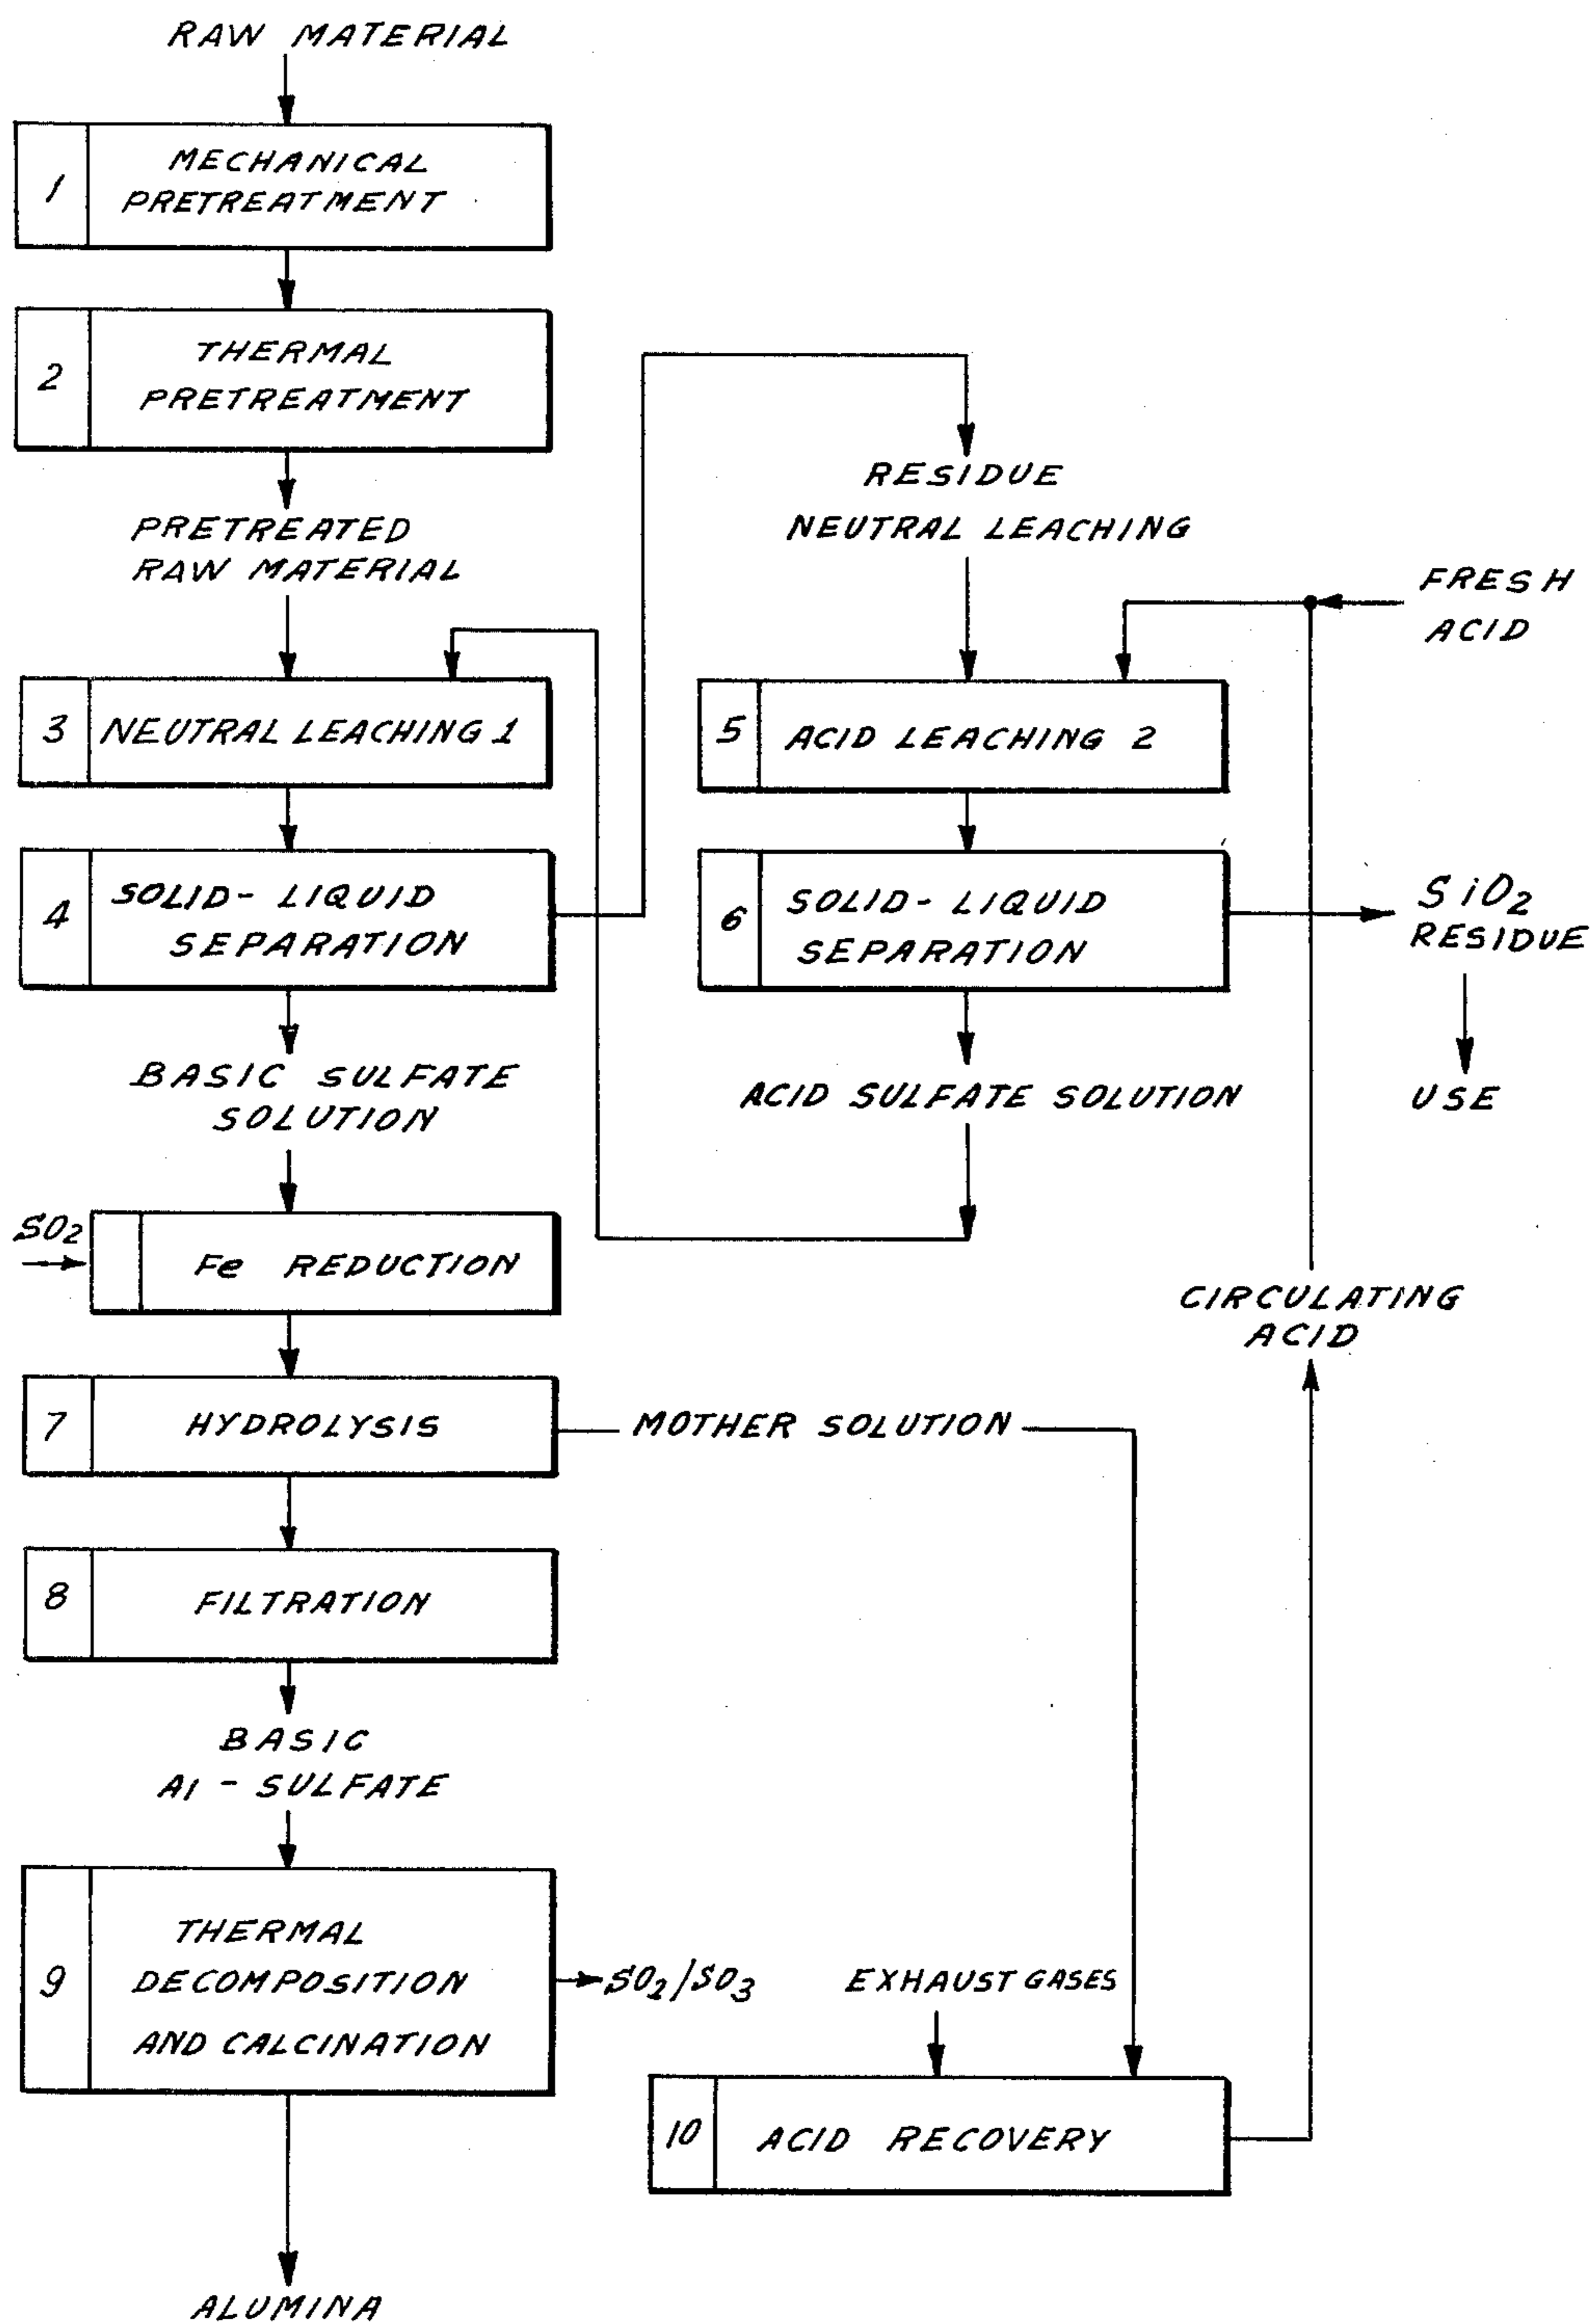 RAW MATERIAL
1
MECHANICAL
PRETREATMENT
2
THERMAL
PRETREATMENT
PRETREATED
RAW MATERIAL
3
NEUTRAL LEACHING 1
4
SOLID- LIQUID
SEPARATION
RESIDUE
NEUTRAL LEACHING
FRESH
ACID
5
ACID LEACHING 2
6
SOLID- LIQUID
SEPARATION
SiO2
RESIDUE
USE
BASIC SULFATE
SOLUTION
ACID SULFATE SOLUTION
SO2
Fe REDUCTION
CIRCULATING
ACID
7
HYDROLYSIS
MOTHER SOLUTION
8
FILTRATION
BASIC
Al - SULFATE
9
THERMAL
DECOMPOSITION
AND CALCINATION
SO2/SO3
EXHAUST GASES
10
ACID RECOVERY
ALUMINA